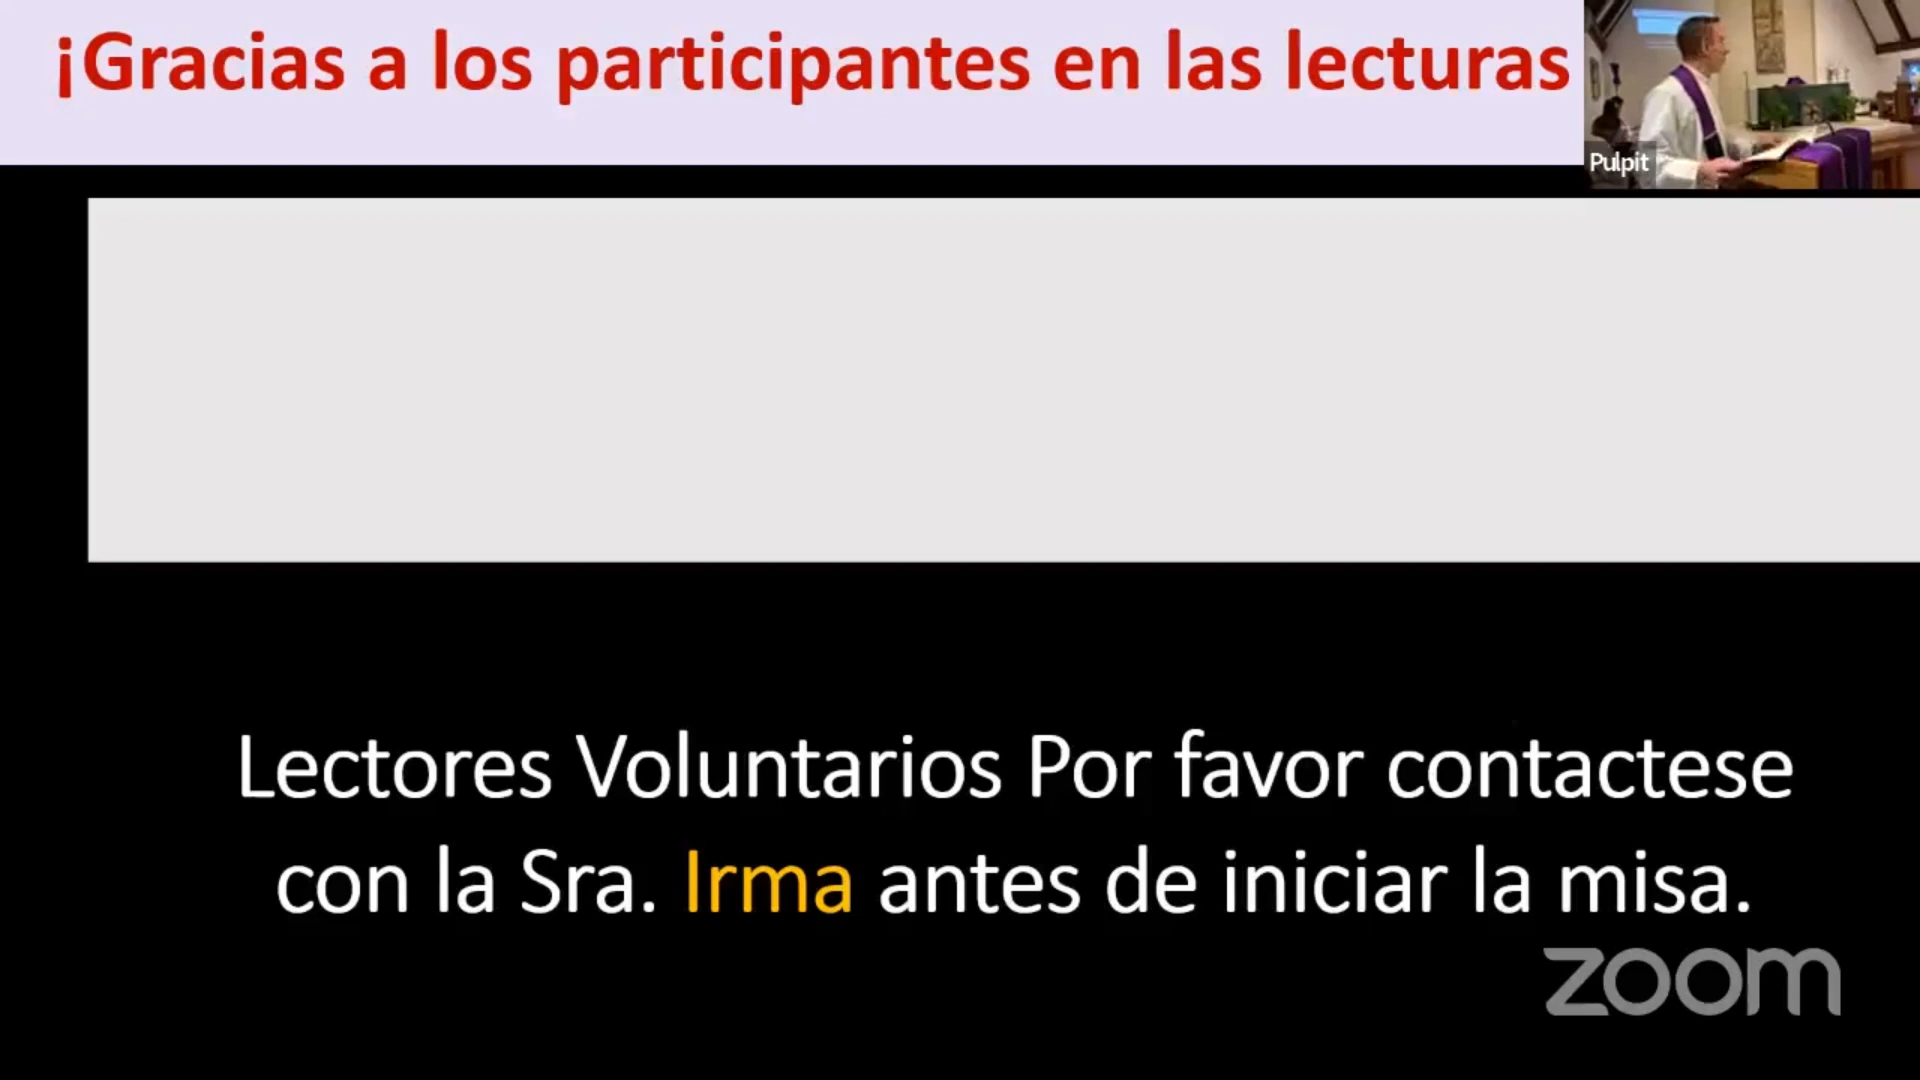 ¡Gracias a los participantes en las lecturas
Pulpit
Lectores Voluntarios Por favor contactese
con la Sra. Irma antes de iniciar la misa.
zoom